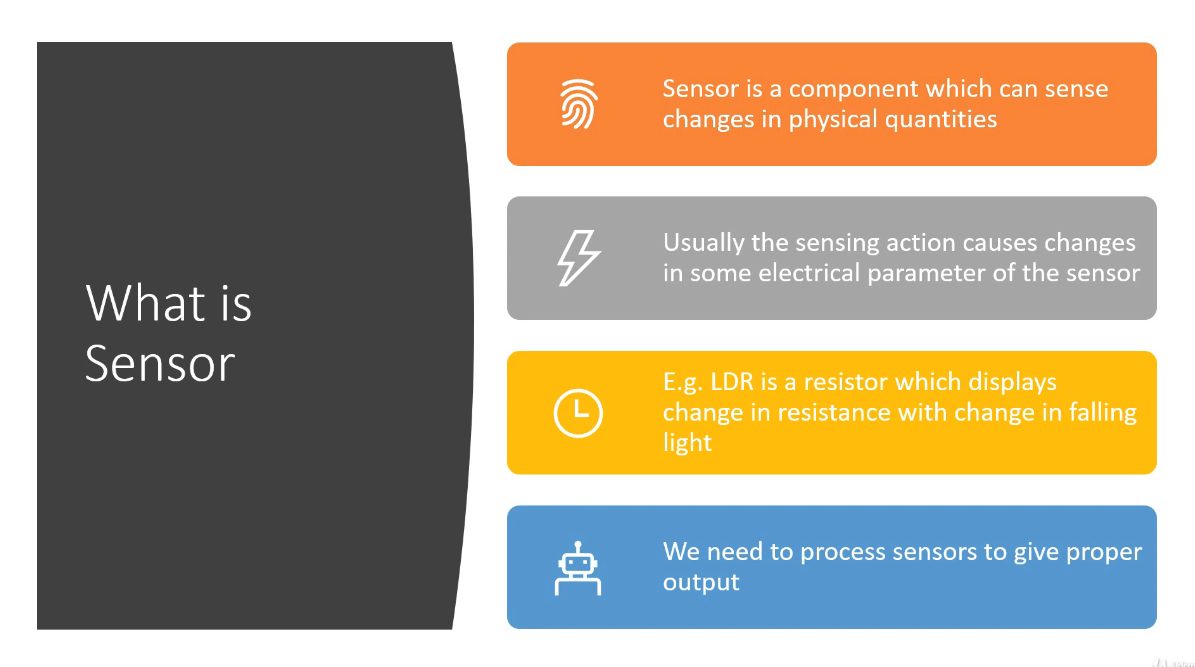 What is
Sensor
Sensor is a component which can sense
changes in physical quantities
Usually the sensing action causes changes
in some electrical parameter of the sensor
E.g. LDR is a resistor which displays
change in resistance with change in falling
light
We need to process sensors to give proper
output